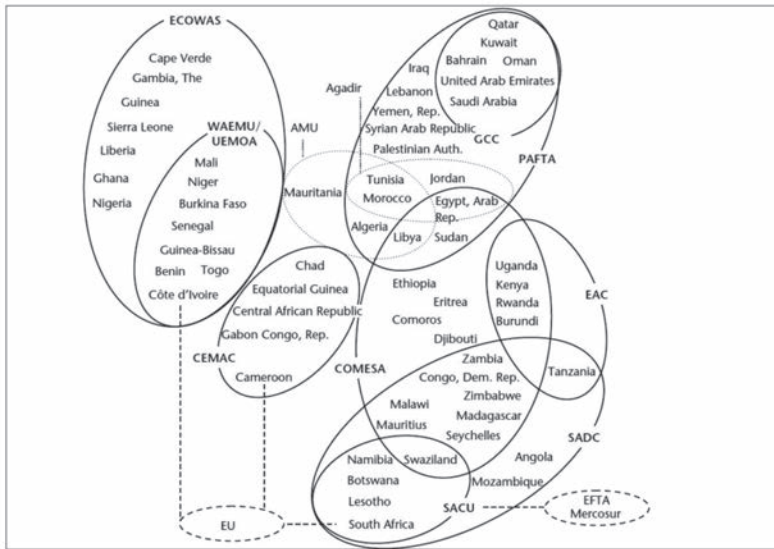 ECOWAS
Cape Verde
Gambia, The
Guinea
Sierra Leone
Liberia
Ghana
Nigeria
WAEMU/
UEMOA
Mali
Niger
Burkina Faso
Senegal
Guinea-Bissau
Benin Togo
Côte d'Ivoire
AMU
Mauritania
Agadir
Qatar
Kuwait
Bahrain Oman
United Arab Emirates
Saudi Arabia
GCC
PAFTA
Iraq
Lebanon
Yemen, Rep.
Syrian Arab Republic
Palestinian Auth.
Tunisia Jordan
Morocco
Egypt, Arab
Rep.
Algeria
Libya Sudan
Chad
Equatorial Guinea
Central African Republic
Gabon Congo, Rep.
CEMAC
Cameroon
Ethiopia
Eritrea
Comoros
Djibouti
COMESA
Uganda
Kenya
Rwanda
Burundi
EAC
Tanzania
Zambia
Congo, Dem. Rep.
Zimbabwe
Malawi
Madagascar
Mauritius
Seychelles
SADC
Angola
Mozambique
Namibia Swaziland
Botswana
Lesotho
South Africa
SACU
EU
EFTA
Mercosur